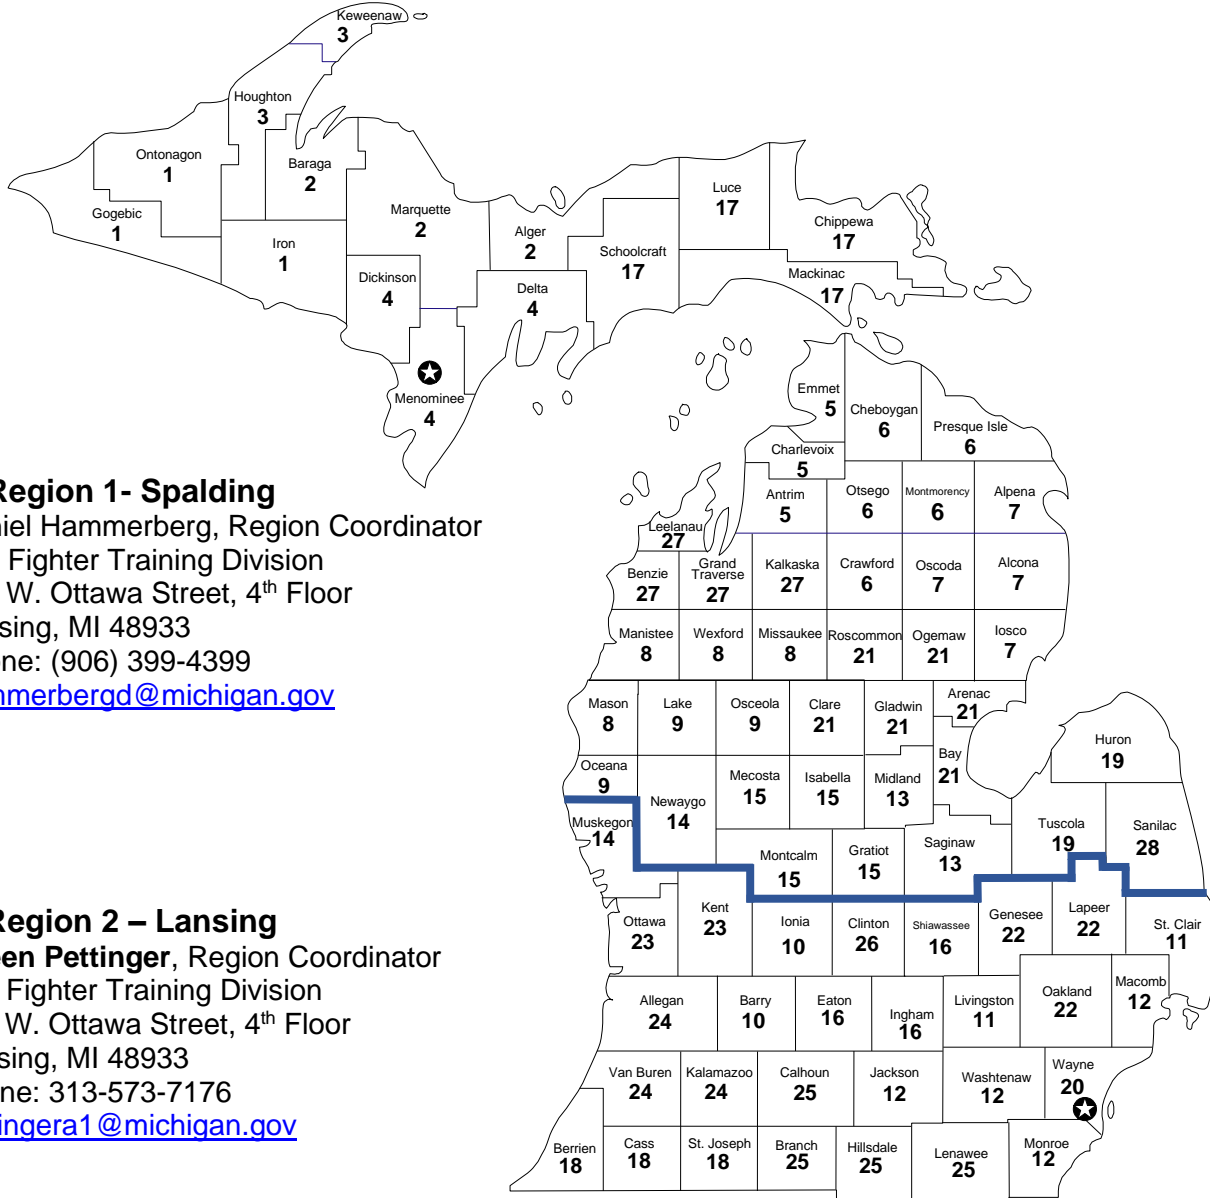 Keweenaw
3
Houghton
3
Ontonagon
1
Baraga
2
Gogebic
1
Marquette
2
Iron
1
Dickinson
4
Alger
2
Delta
4
Schoolcraft
17
Luce
17
Chippewa
17
Mackinac
17
Menominee
4
Emmet
5
Cheboygan
6
Presque Isle
6
Charlevoix
5
Antrim
5
Otsego
6
Montmorency
6
Alpena
7
Leelanau
27
Benzie
27
Grand
Traverse
27
Kalkaska
27
Crawford
6
Oscoda
7
Alcona
7
Manistee
8
Wexford
8
Missaukee
8
Roscommon
21
Ogemaw
21
Iosco
7
Mason
8
Lake
9
Osceola
9
Clare
21
Gladwin
21
Arenac
21
Bay
21
Huron
19
Oceana
9
Newaygo
14
Mecosta
15
Isabella
15
Midland
13
Muskegon
14
Montcalm
15
Gratiot
15
Saginaw
13
Tuscola
19
Sanilac
28
Ottawa
23
Kent
23
Ionia
10
Clinton
26
Shiawassee
16
Genesee
22
Lapeer
22
St. Clair
11
Allegan
24
Barry
10
Eaton
16
Ingham
16
Livingston
11
Oakland
22
Macomb
12
Van Buren
24
Kalamazoo
24
Calhoun
25
Jackson
12
Washtenaw
12
Wayne
20
Berrien
18
Cass
18
St. Joseph
18
Branch
25
Hillsdale
25
Lenawee
25
Monroe
12
Region 1- Spalding
niel Hammerberg, Region Coordinator
Fighter Training Division
W. Ottawa Street, 4th Floor
sing, MI 48933
one: (906) 399-4399
mmerbergd@michigan.gov
Region 2 – Lansing
een Pettinger, Region Coordinator
Fighter Training Division
W. Ottawa Street, 4th Floor
sing, MI 48933
one: 313-573-7176
tingera1@michigan.gov